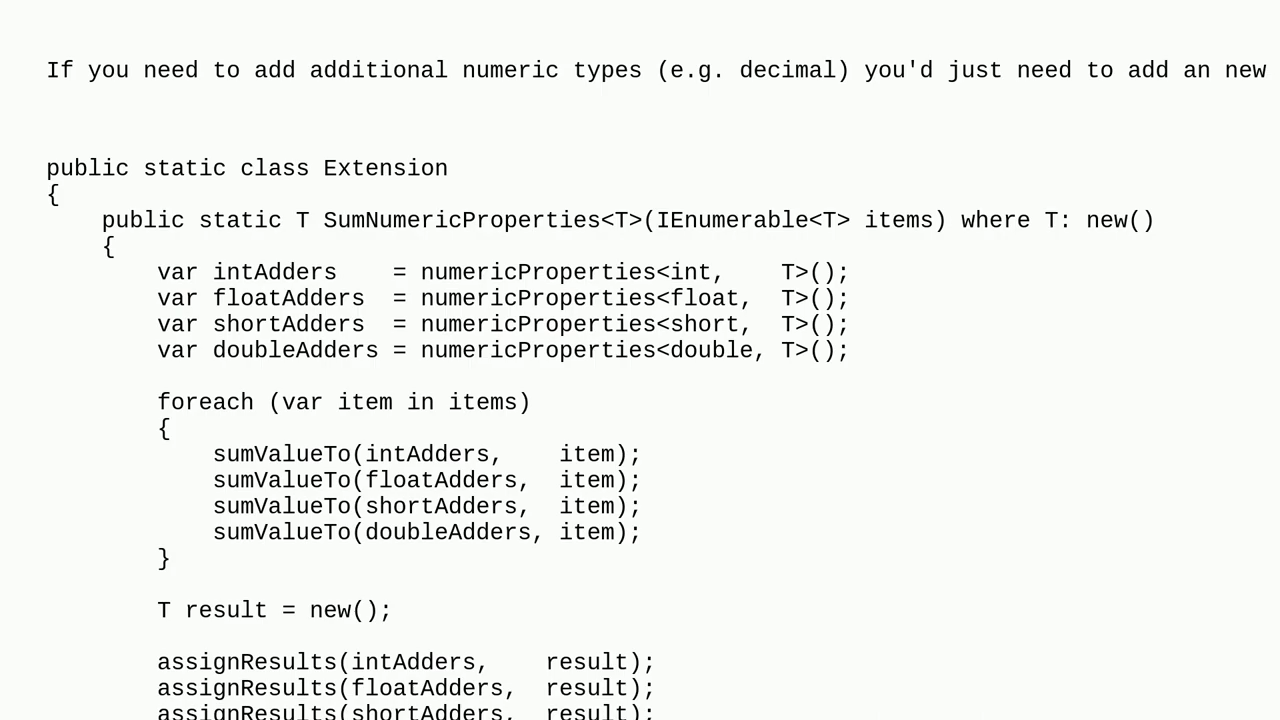 If you need to add additional numeric types (e.g. decimal) you'd just need to add an new
public static class Extension
{
    public static T SumNumericProperties<T>(IEnumerable<T> items) where T: new()
    {
        var intAdders    = numericProperties<int,    T>();
        var floatAdders  = numericProperties<float,  T>();
        var shortAdders  = numericProperties<short,  T>();
        var doubleAdders = numericProperties<double, T>();

        foreach (var item in items)
        {
            sumValueTo(intAdders,    item);
            sumValueTo(floatAdders,  item);
            sumValueTo(shortAdders,  item);
            sumValueTo(doubleAdders, item);
        }

        T result = new();

        assignResults(intAdders,    result);
        assignResults(floatAdders,  result);
        assignResults(shortAdders,  result);